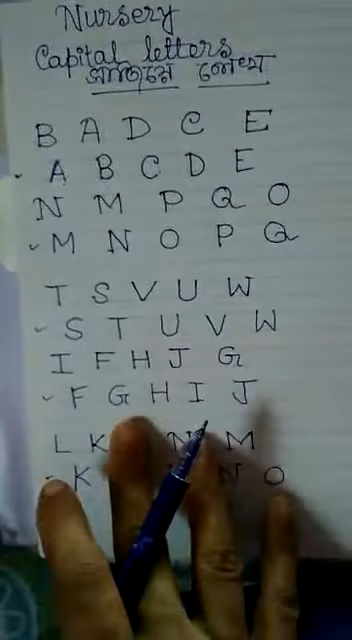 Nursery
Capital letters
সাজিয়ে লেখো
B A D C E
A B C D E
N M P Q O
M N O P Q
T S V U W
S T U V W
I F H J G
F G H I J
L K N M
K N O